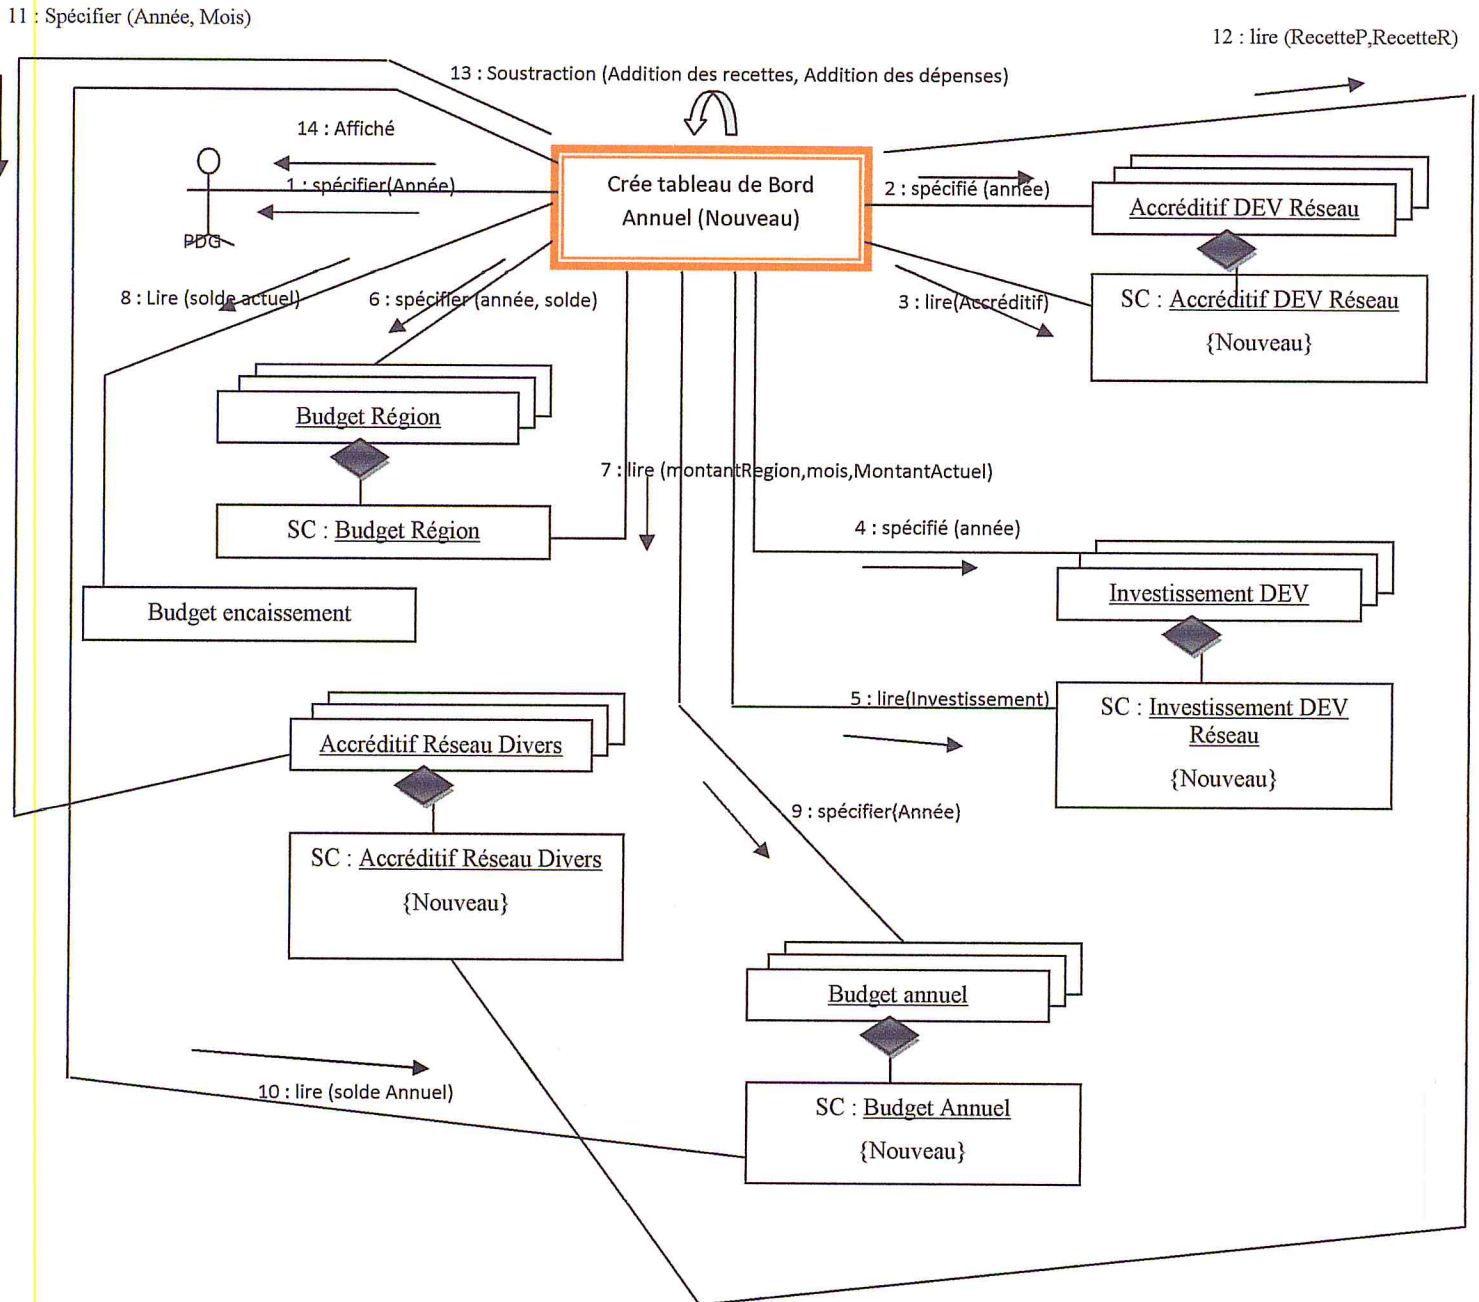 11 : Spécifier (Année, Mois)
12 : lire (RecetteP,RecetteR)
13 : Soustraction (Addition des recettes, Addition des dépenses)
14 : Affiché
1 : spécifier(Année)
PDG
Crée tableau de Bord
Annuel (Nouveau)
2 : spécifié (année)
Accréditif DEV Réseau
3 : lire(Accréditif)
SC : Accréditif DEV Réseau
{Nouveau}
8 : Lire (solde actuel)
6 : spécifier (année, solde)
Budget Région
SC : Budget Région
7 : lire (montantRegion,mois,MontantActuel)
4 : spécifié (année)
Investissement DEV
Budget encaissement
5 : lire(Investissement)
SC : Investissement DEV
Réseau
{Nouveau}
Accréditif Réseau Divers
SC : Accréditif Réseau Divers
{Nouveau}
9 : spécifier(Année)
Budget annuel
10 : lire (solde Annuel)
SC : Budget Annuel
{Nouveau}